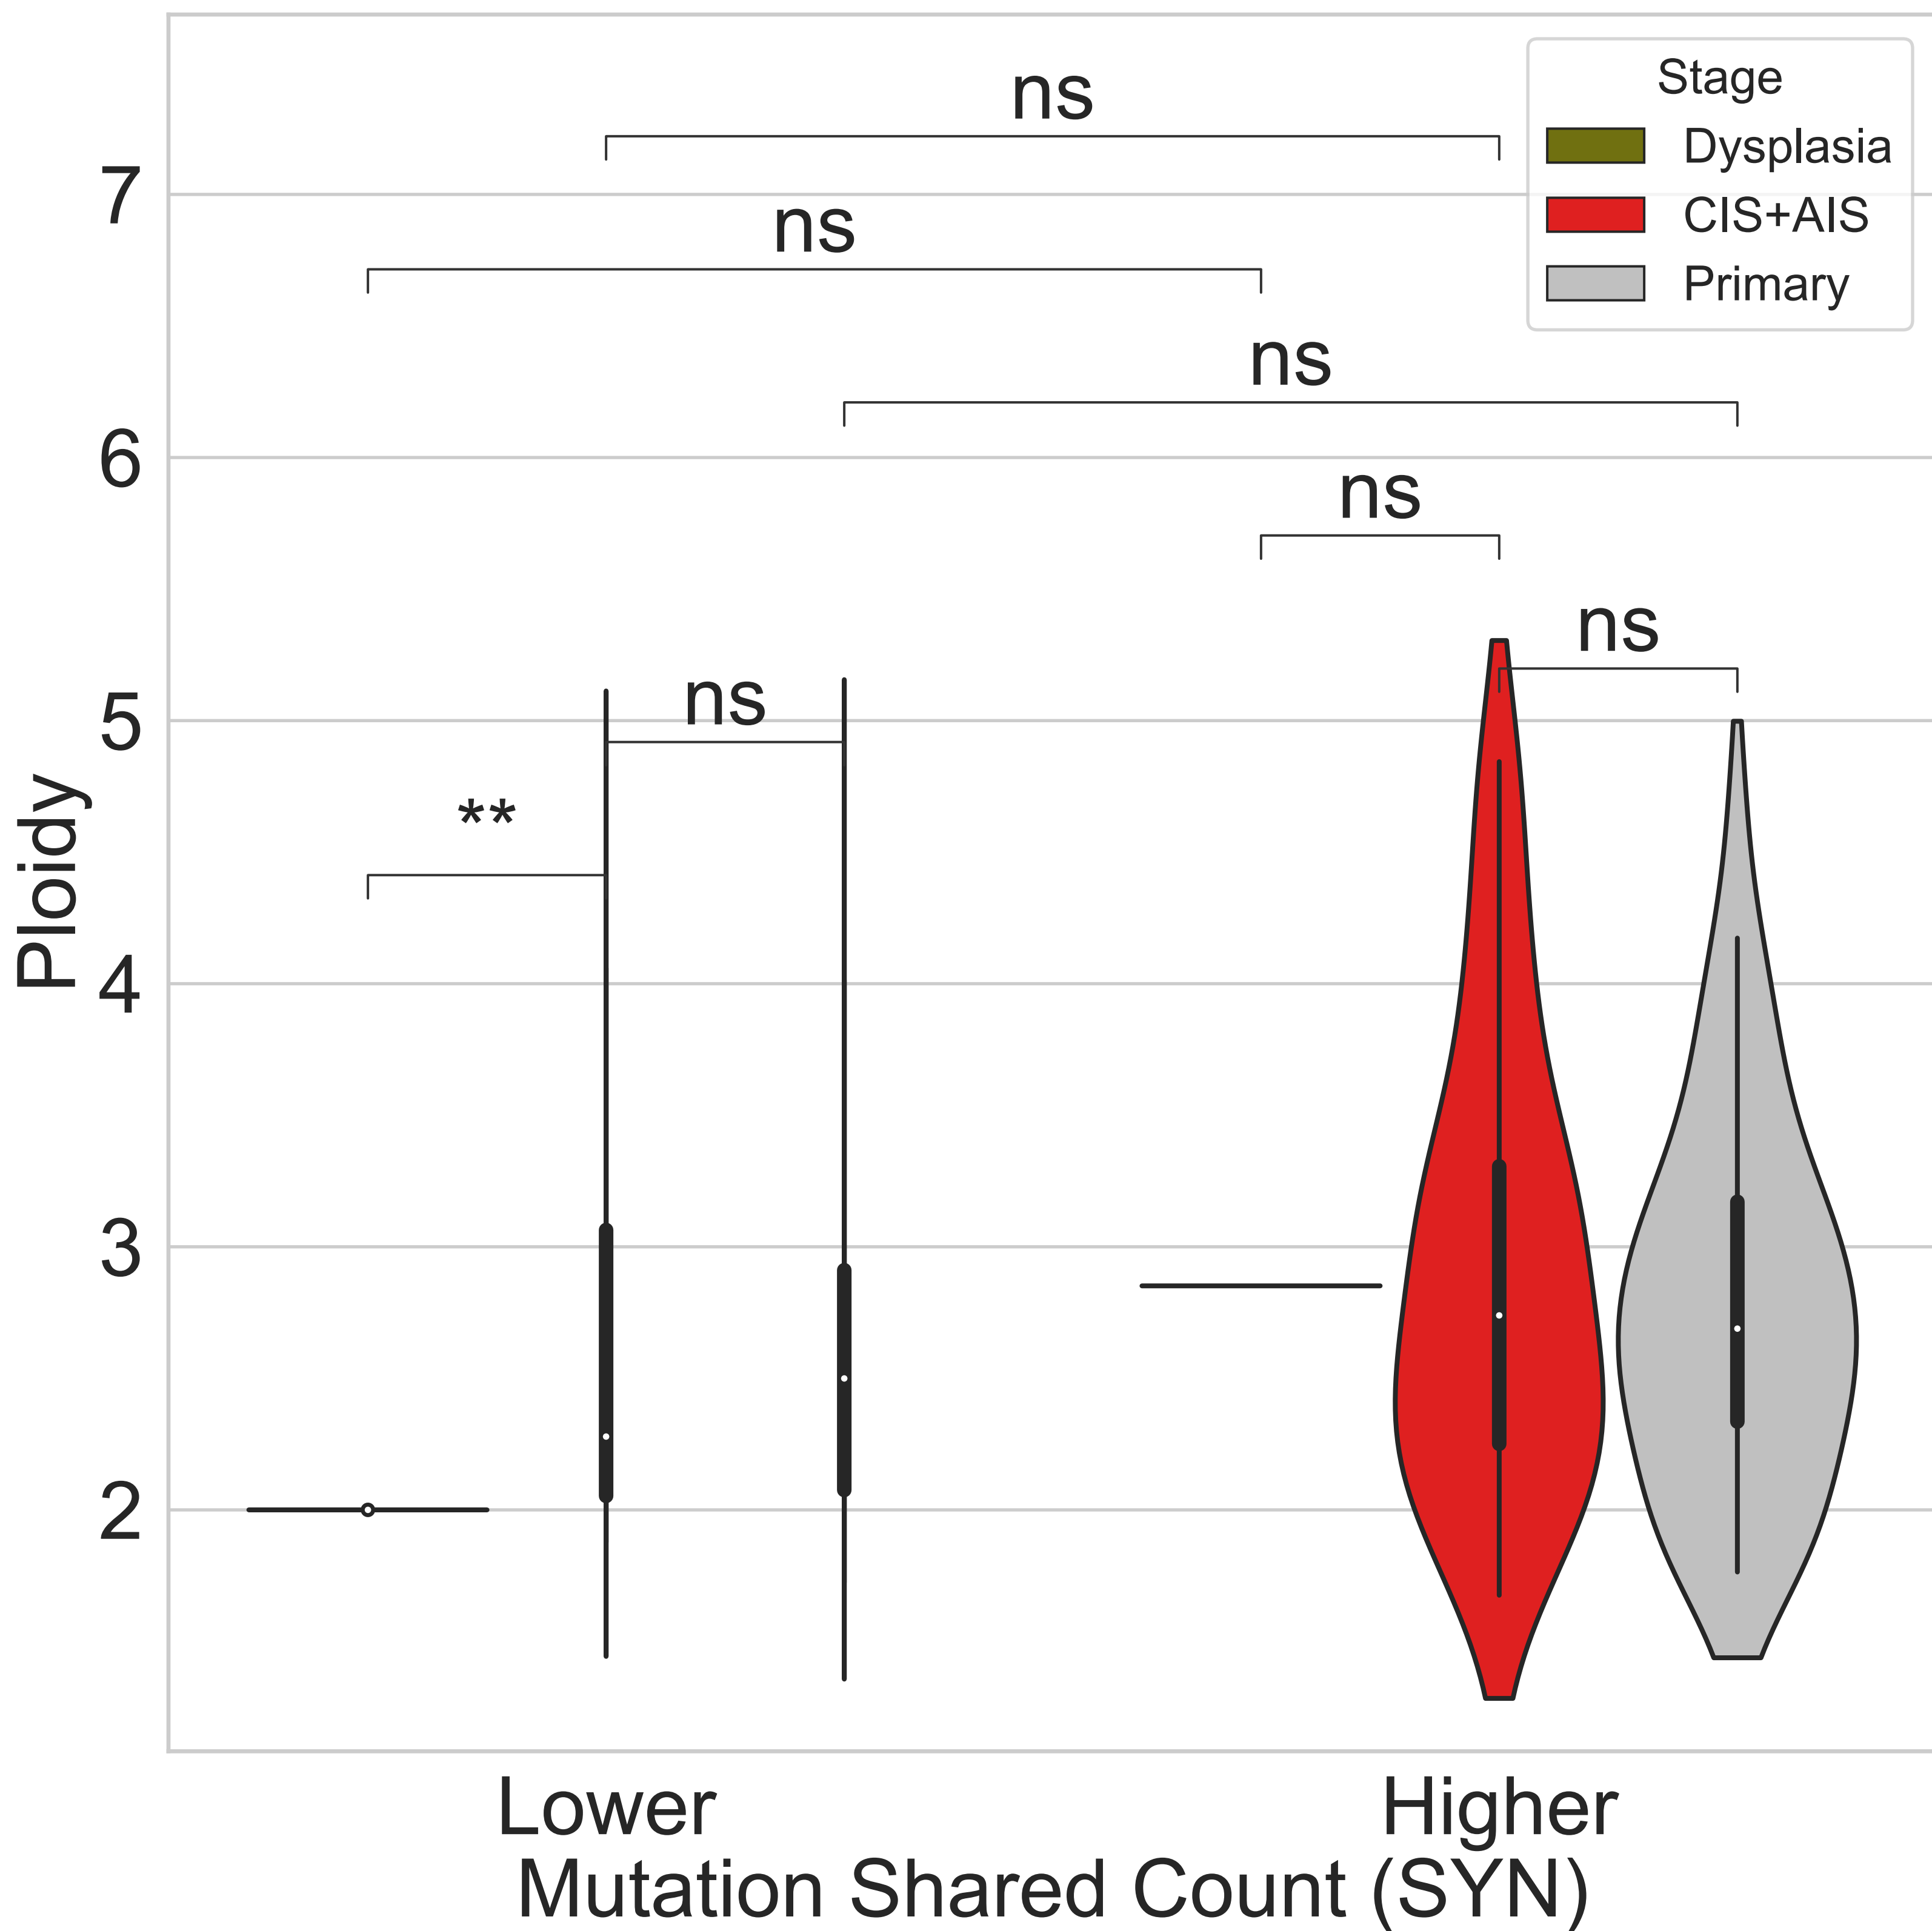 ns
Stage
Dysplasia
CIS+AIS
Primary
7
ns
ns
6
ns
ns
5
ns
**
4
3
2
Ploidy
Lower
Higher
Mutation Shared Count (SYN)